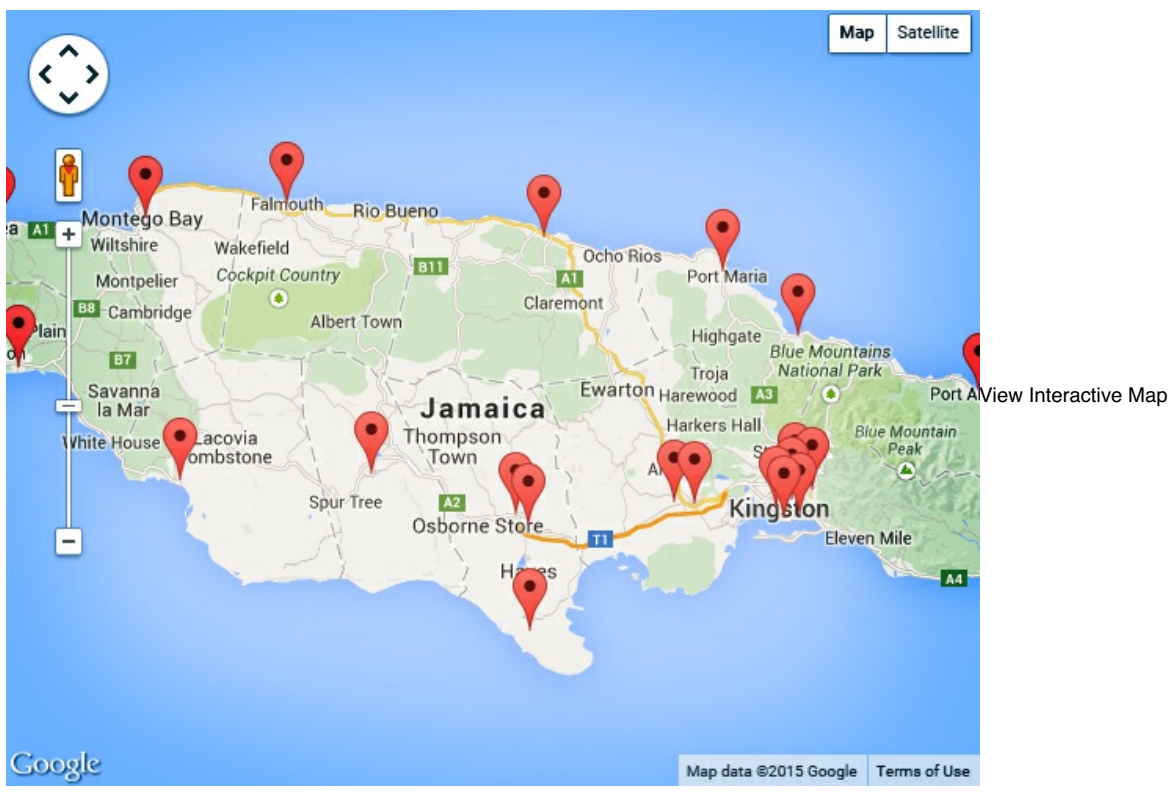 Map Satellite
Montego Bay
Falmouth
Rio Bueno
A1
Wiltshire
Wakefield
Ocho Rios
Montpelier
Cockpit Country
B11
A1
Port Maria
B8
Cambridge
Claremont
Plain
Albert Town
Highgate
Blue Mountains
National Park
B7
Troja
Savanna
la Mar
Ewarton
Harewood
A3
Port A
View Interactive Map
Jamaica
Harkers Hall
White House
Lacovia
ombstone
Thompson
Town
Blue Mountain
Peak
Spur Tree
A2
Osborne Store
Kingston
T1
Eleven Mile
Hayes
A4
Google
Map data ©2015 Google
Terms of Use